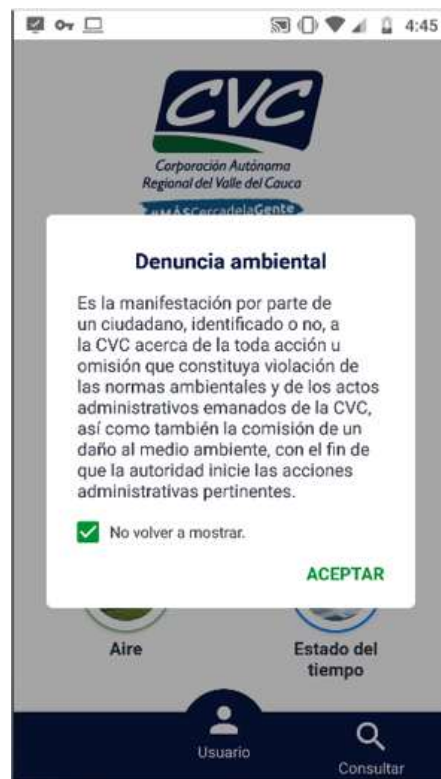 4:45
CVC
Corporación Autónoma
Regional del Valle del Cauca
#MÁSCercadelaGente
Denuncia ambiental
Es la manifestación por parte de
un ciudadano, identificado o no, a
la CVC acerca de la toda acción u
omisión que constituya violación de
las normas ambientales y de los actos
administrativos emanados de la CVC,
así como también la comisión de un
daño al medio ambiente, con el fin de
que la autoridad inicie las acciones
administrativas pertinentes.
No volver a mostrar.
ACEPTAR
Aire
Estado del
tiempo
Usuario
Consultar